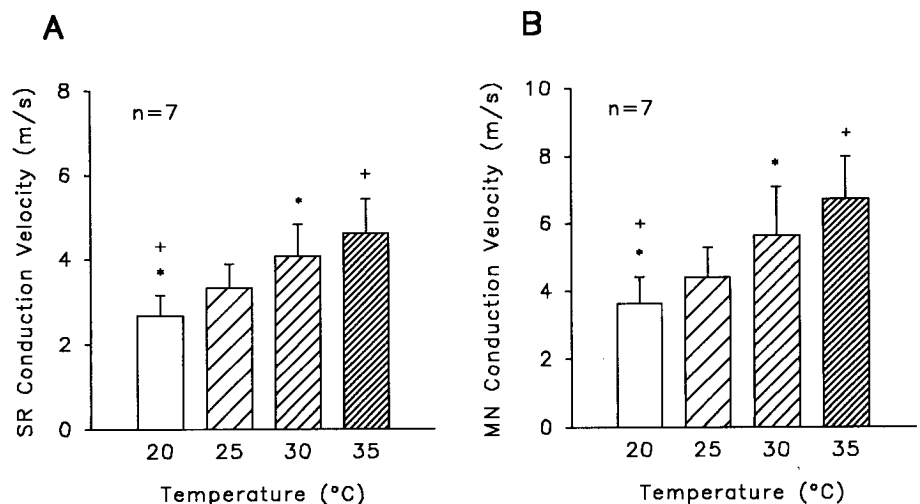 A
SR Conduction Velocity (m/s)
8
6
4
2
0
n=7
+
*
*
+
20 25 30 35
Temperature (°C)
B
MN Conduction Velocity (m/s)
10
8
6
4
2
0
n=7
+
*
*
+
20 25 30 35
Temperature (°C)